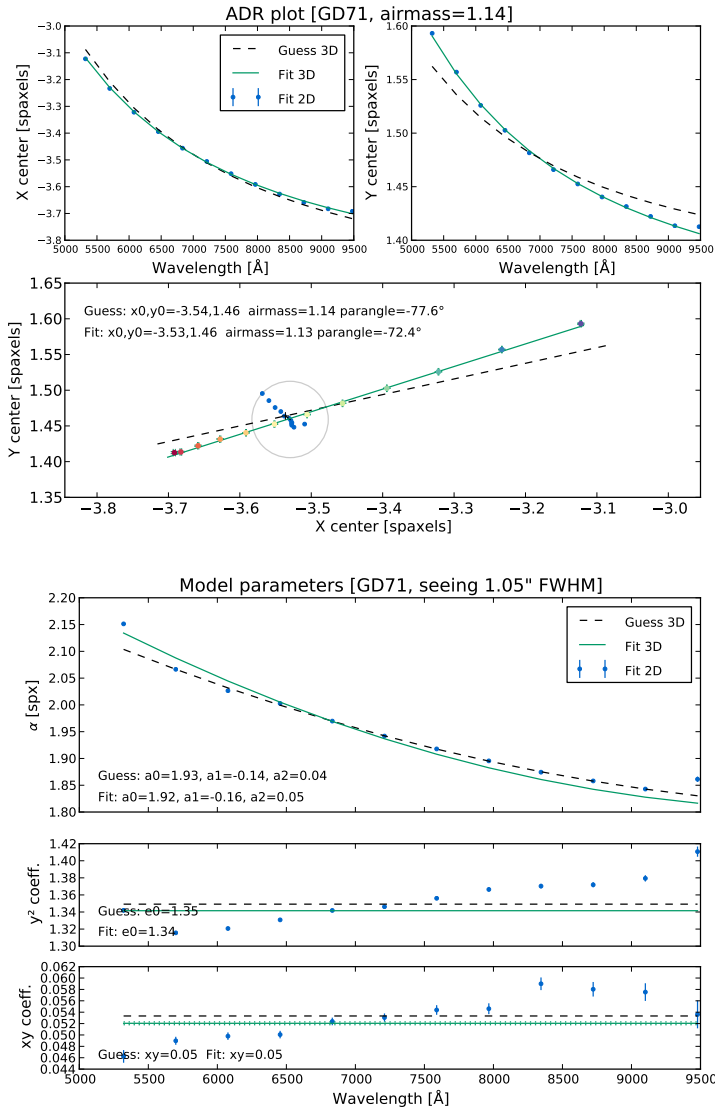 ADR plot [GD71, airmass=1.14]
−3.0
−3.1
−3.2
−3.3
−3.4
−3.5
−3.6
−3.7
−3.8
X center [spaxels]
Guess 3D
Fit 3D
Fit 2D
5000 5500 6000 6500 7000 7500 8000 8500 9000 9500
Wavelength [Å]
1.60
1.55
1.50
1.45
1.40
Y center [spaxels]
5000 5500 6000 6500 7000 7500 8000 8500 9000 9500
Wavelength [Å]
1.65
1.60
1.55
1.50
1.45
1.40
1.35
Y center [spaxels]
Guess: x0,y0=-3.54,1.46 airmass=1.14 parangle=-77.6°
Fit: x0,y0=-3.53,1.46 airmass=1.13 parangle=-72.4°
−3.8 −3.7 −3.6 −3.5 −3.4 −3.3 −3.2 −3.1 −3.0
X center [spaxels]
Model parameters [GD71, seeing 1.05" FWHM]
2.20
2.15
2.10
2.05
2.00
1.95
1.90
1.85
1.80
α [spx]
Guess 3D
Fit 3D
Fit 2D
Guess: a0=1.93, a1=-0.14, a2=0.04
Fit: a0=1.92, a1=-0.16, a2=0.05
1.42
1.40
1.38
1.36
1.34
1.32
1.30
y² coeff.
Guess: e0=1.35
Fit: e0=1.34
0.062
0.060
0.058
0.056
0.054
0.052
0.050
0.048
0.046
0.044
xy coeff.
Guess: xy=0.05 Fit: xy=0.05
5000 5500 6000 6500 7000 7500 8000 8500 9000 9500
Wavelength [Å]